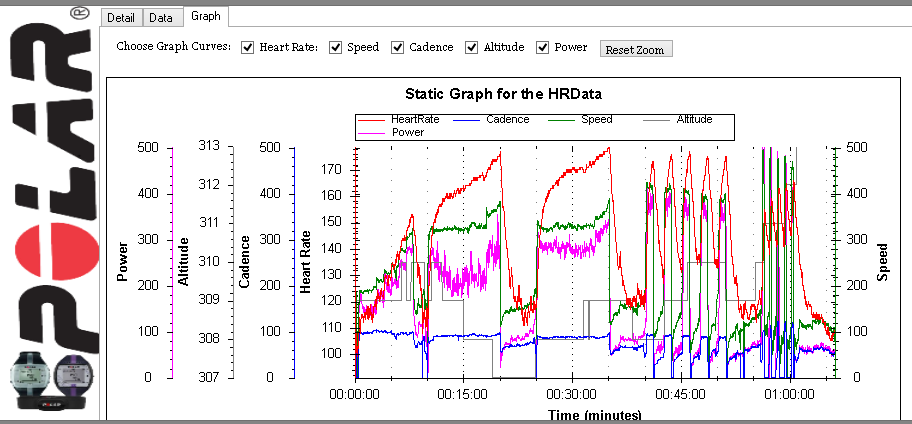 POLAR®
Detail Data Graph
Choose Graph Curves: Heart Rate: Speed Cadence Altitude Power Reset Zoom
Static Graph for the HRData
HeartRate Cadence Speed Altitude
Power
500 313 500 170 500
400 312 400 160 400
311 150
300 300 140 300
310 130
200 309 200 120 200
100 308 100 110 100
0 307 0 100 0
Power Altitude Cadence Heart Rate Speed
00:00:00 00:15:00 00:30:00 00:45:00 01:00:00
Time (minutes)